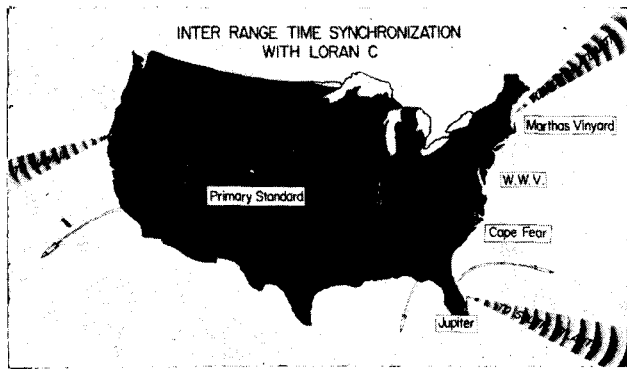 INTER RANGE TIME SYNCHRONIZATION
WITH LORAN C
Marthas Vinyard
W.W.V.
Primary Standard
Cape Fear
Jupiter